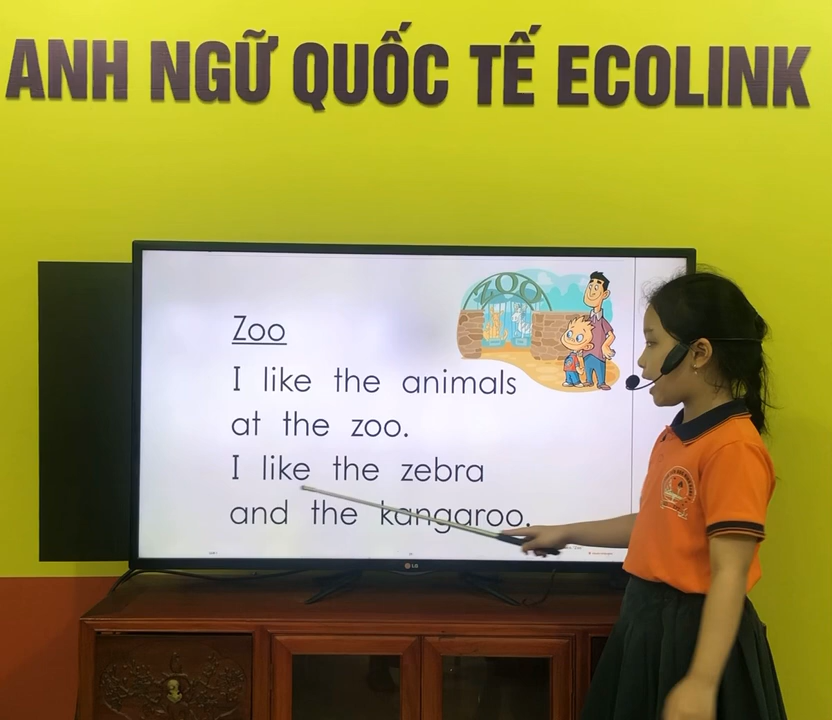 ANH NGỮ QUỐC TẾ ECOLINK
ZOO
Zoo
I like the animals
at the zoo.
I like the zebra
and the kangaroo.
LG